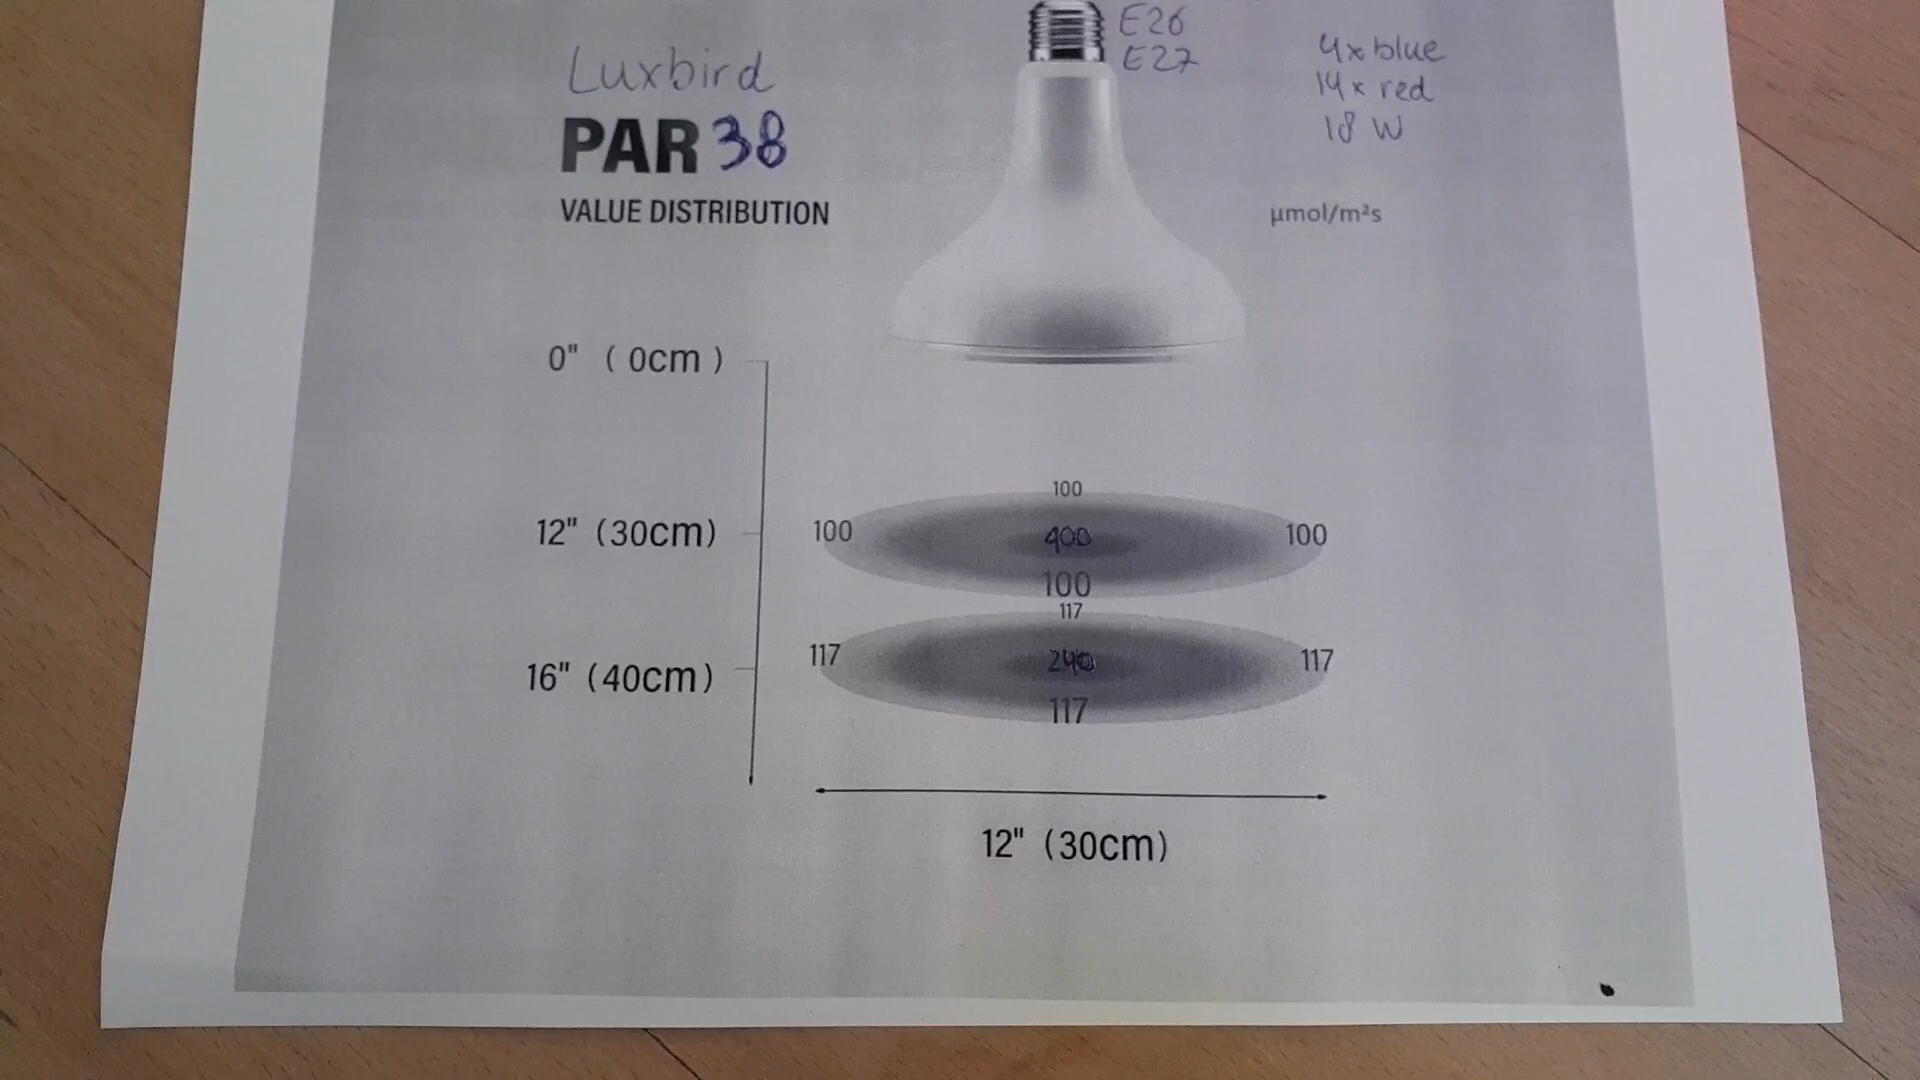 E26
E27
4x blue
14x red
18 W
Luxbird
PAR 38
VALUE DISTRIBUTION
µmol/m²s
0" ( 0cm )
100
12" (30cm)
100
400
100
100
117
117
240
117
16" (40cm)
117
12" (30cm)